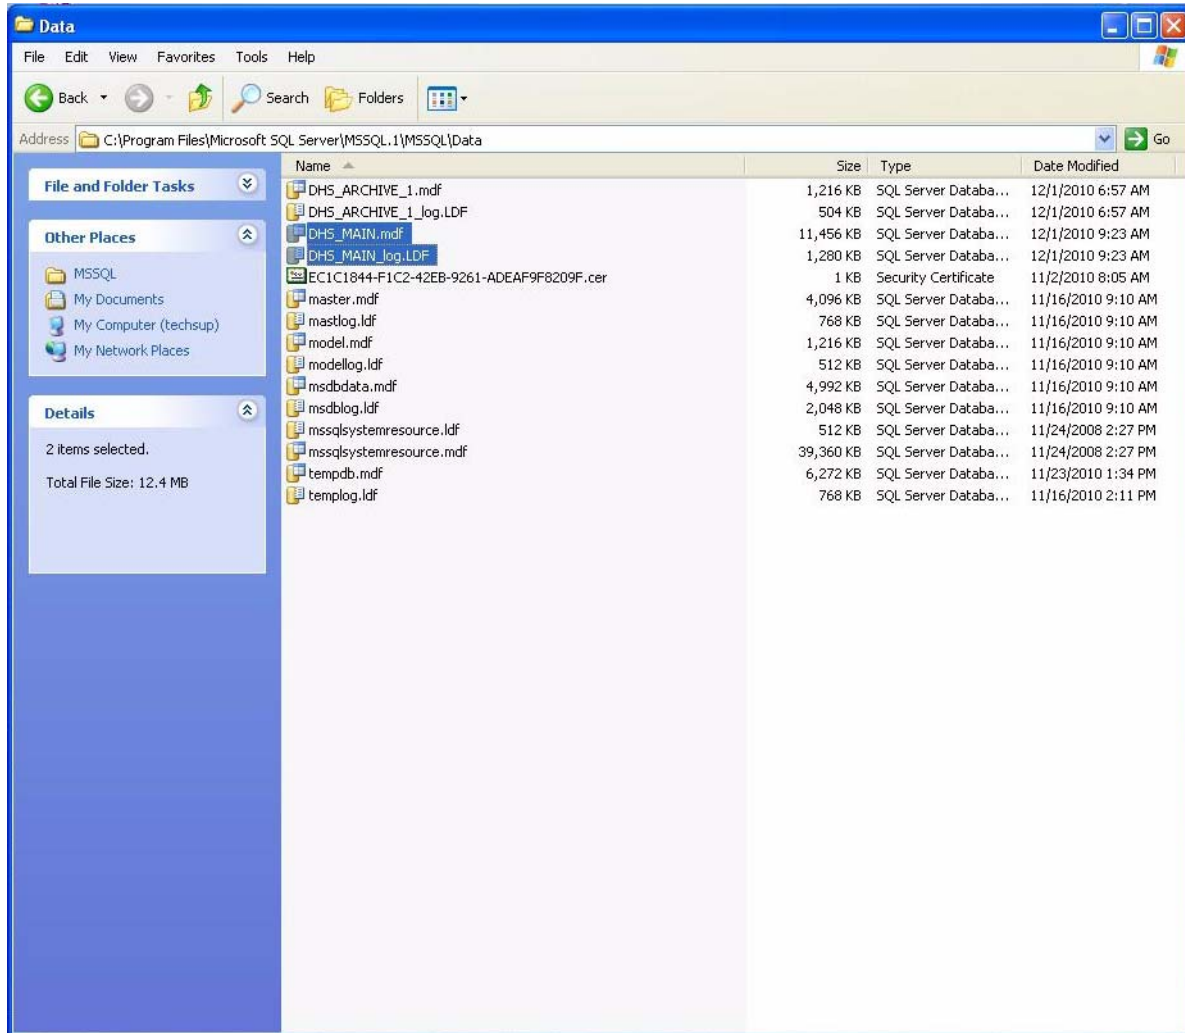 Data
File Edit View Favorites Tools Help
Back Search Folders
Address C:\Program Files\Microsoft SQL Server\MSSQL.1\MSSQL\Data Go
File and Folder Tasks
Other Places
MSSQL
My Documents
My Computer (techsup)
My Network Places
Details
2 items selected.
Total File Size: 12.4 MB
Name Size Type Date Modified
DHS_ARCHIVE_1.mdf 1,216 KB SQL Server Databa... 12/1/2010 6:57 AM
DHS_ARCHIVE_1_log.LDF 504 KB SQL Server Databa... 12/1/2010 6:57 AM
DHS_MAIN.mdf 11,456 KB SQL Server Databa... 12/1/2010 9:23 AM
DHS_MAIN_log.LDF 1,280 KB SQL Server Databa... 12/1/2010 9:23 AM
EC1C1844-F1C2-42EB-9261-ADEAF9F8209F.cer 1 KB Security Certificate 11/2/2010 8:05 AM
master.mdf 4,096 KB SQL Server Databa... 11/16/2010 9:10 AM
mastlog.ldf 768 KB SQL Server Databa... 11/16/2010 9:10 AM
model.mdf 1,216 KB SQL Server Databa... 11/16/2010 9:10 AM
modellog.ldf 512 KB SQL Server Databa... 11/16/2010 9:10 AM
msdbdata.mdf 4,992 KB SQL Server Databa... 11/16/2010 9:10 AM
msdblog.ldf 2,048 KB SQL Server Databa... 11/16/2010 9:10 AM
mssqlsystemresource.ldf 512 KB SQL Server Databa... 11/24/2008 2:27 PM
mssqlsystemresource.mdf 39,360 KB SQL Server Databa... 11/24/2008 2:27 PM
tempdb.mdf 6,272 KB SQL Server Databa... 11/23/2010 1:34 PM
templog.ldf 768 KB SQL Server Databa... 11/16/2010 2:11 PM